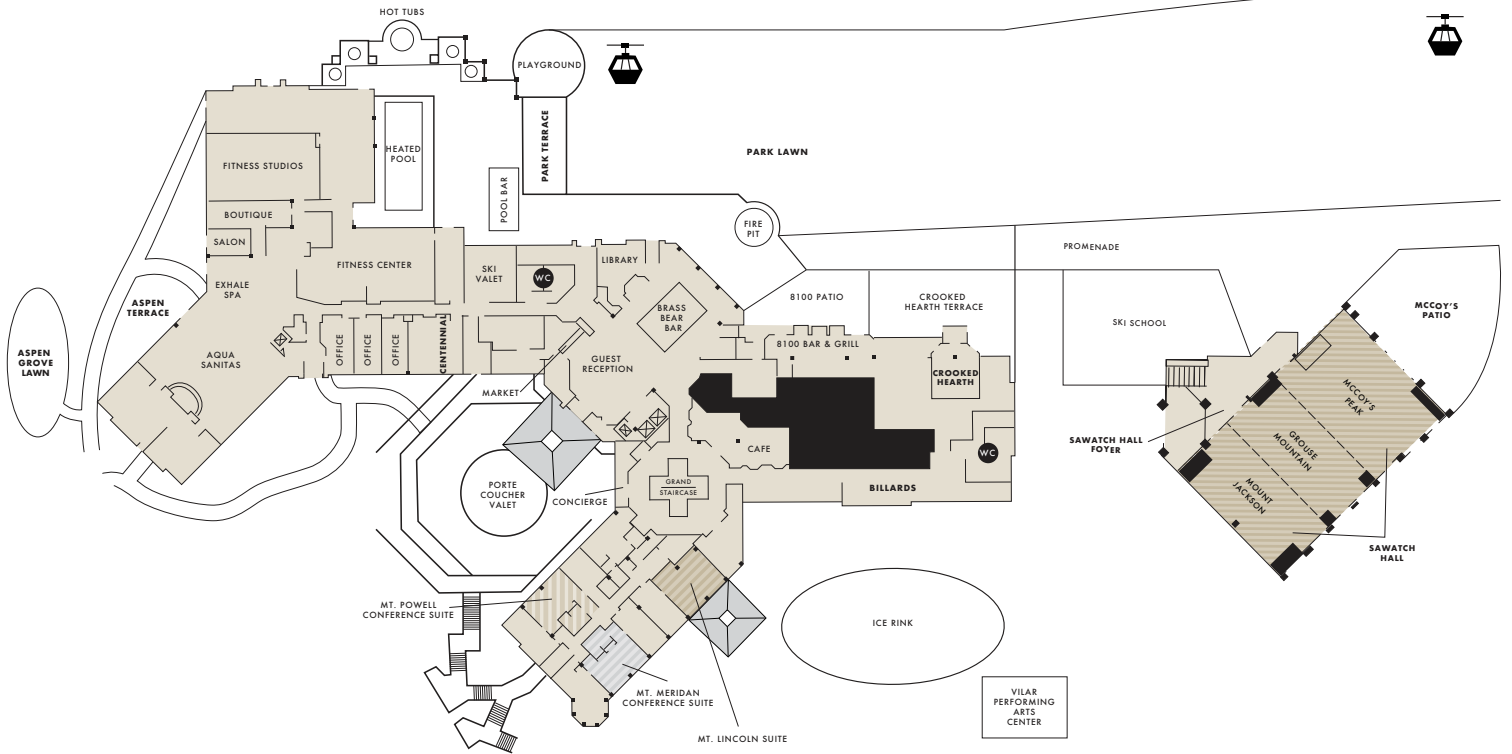 HOT TUBS
PLAYGROUND
PARK TERRACE
PARK LAWN
HEATED
POOL
POOL BAR
FITNESS STUDIOS
BOUTIQUE
SALON
EXHALE
SPA
FITNESS CENTER
SKI
VALET
WC
LIBRARY
FIRE
PIT
PROMENADE
ASPEN
TERRACE
ASPEN
GROVE
LAWN
AQUA
SANITAS
OFFICE
OFFICE
OFFICE
CENTENNIAL
BRASS
BEAR
BAR
GUEST
RECEPTION
MARKET
8100 PATIO
CROOKED
HEARTH TERRACE
8100 BAR & GRILL
CROOKED
HEARTH
SKI SCHOOL
MCCOY'S
PATIO
MCCOY'S
PEAK
GROUSE
MOUNTAIN
MOUNT
JACKSON
SAWATCH HALL
FOYER
SAWATCH
HALL
CAFE
WC
BILLARDS
GRAND
STAIRCASE
CONCIERGE
PORTE
COUCHER
VALET
MT. POWELL
CONFERENCE SUITE
MT. MERIDAN
CONFERENCE SUITE
MT. LINCOLN SUITE
ICE RINK
VILAR
PERFORMING
ARTS
CENTER